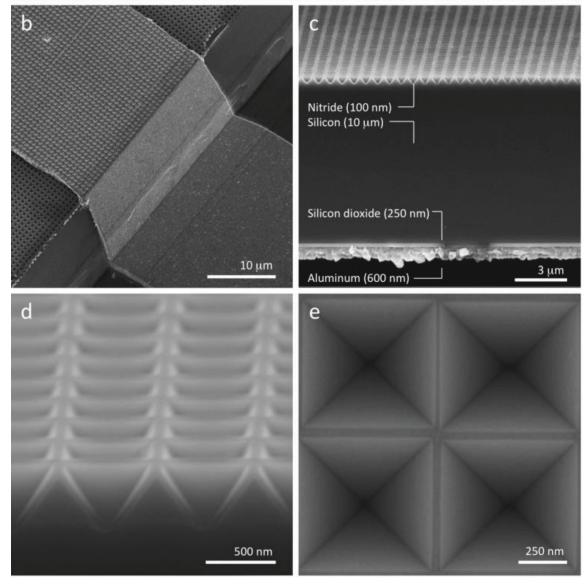 b
10 μm
c
Nitride (100 nm)
Silicon (10 μm)
Silicon dioxide (250 nm)
Aluminum (600 nm)
3 μm
d
500 nm
e
250 nm